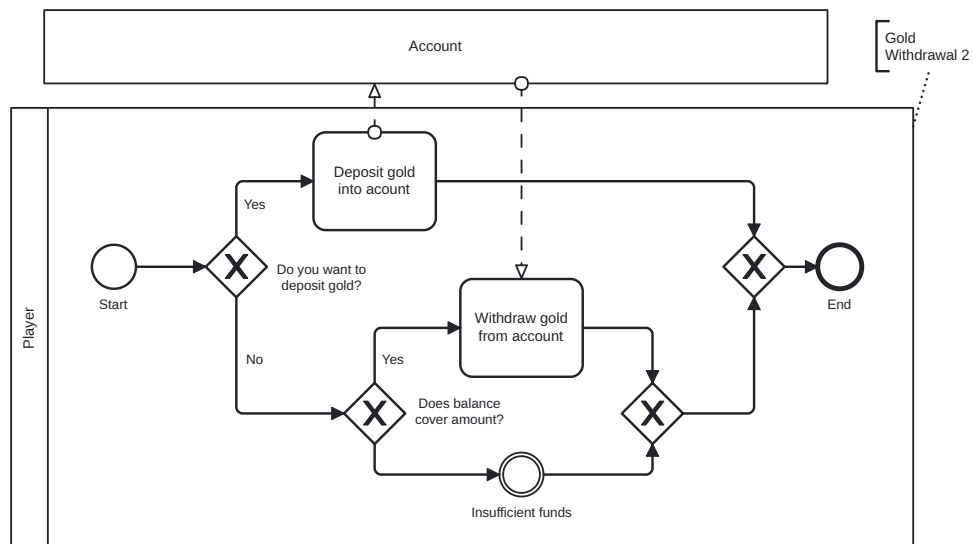 Account
Gold
Withdrawal 2
Player
Deposit gold
into acount
Yes
Start
Do you want to
deposit gold?
End
No
Withdraw gold
from account
Yes
Does balance
cover amount?
Insufficient funds